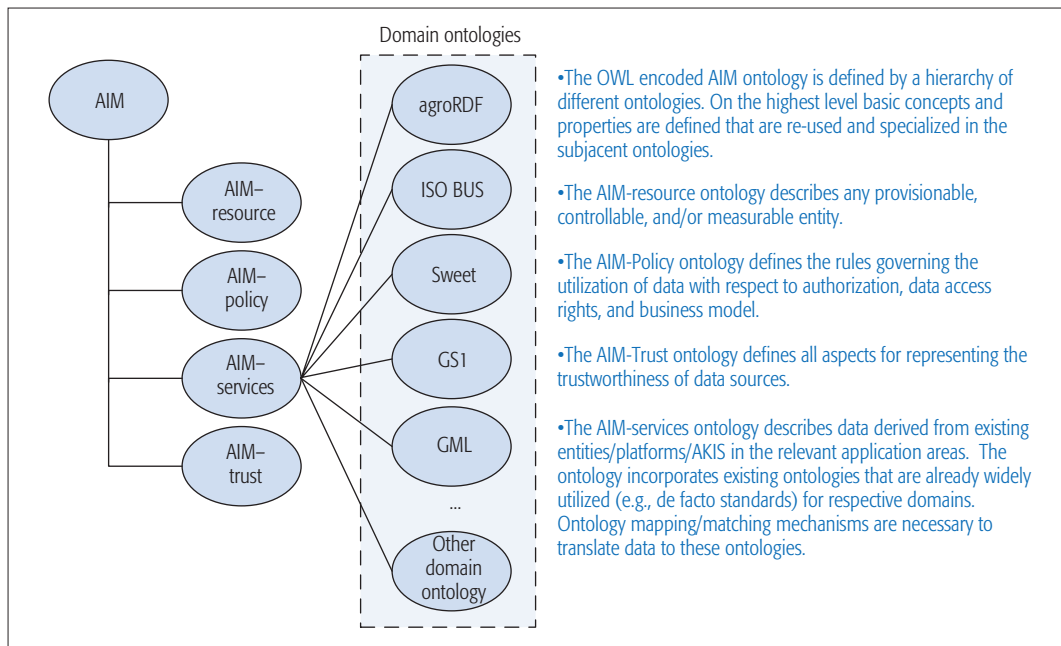 Domain ontologies
AIM
AIM–
resource
AIM–
policy
AIM–
services
AIM–
trust
agroRDF
ISO BUS
Sweet
GS1
GML
...
Other
domain
ontology
•The OWL encoded AIM ontology is defined by a hierarchy of
different ontologies. On the highest level basic concepts and
properties are defined that are re-used and specialized in the
subjacent ontologies.
•The AIM-resource ontology describes any provisionable,
controllable, and/or measurable entity.
•The AIM-Policy ontology defines the rules governing the
utilization of data with respect to authorization, data access
rights, and business model.
•The AIM-Trust ontology defines all aspects for representing the
trustworthiness of data sources.
•The AIM-services ontology describes data derived from existing
entities/platforms/AKIS in the relevant application areas. The
ontology incorporates existing ontologies that are already widely
utilized (e.g., de facto standards) for respective domains.
Ontology mapping/matching mechanisms are necessary to
translate data to these ontologies.